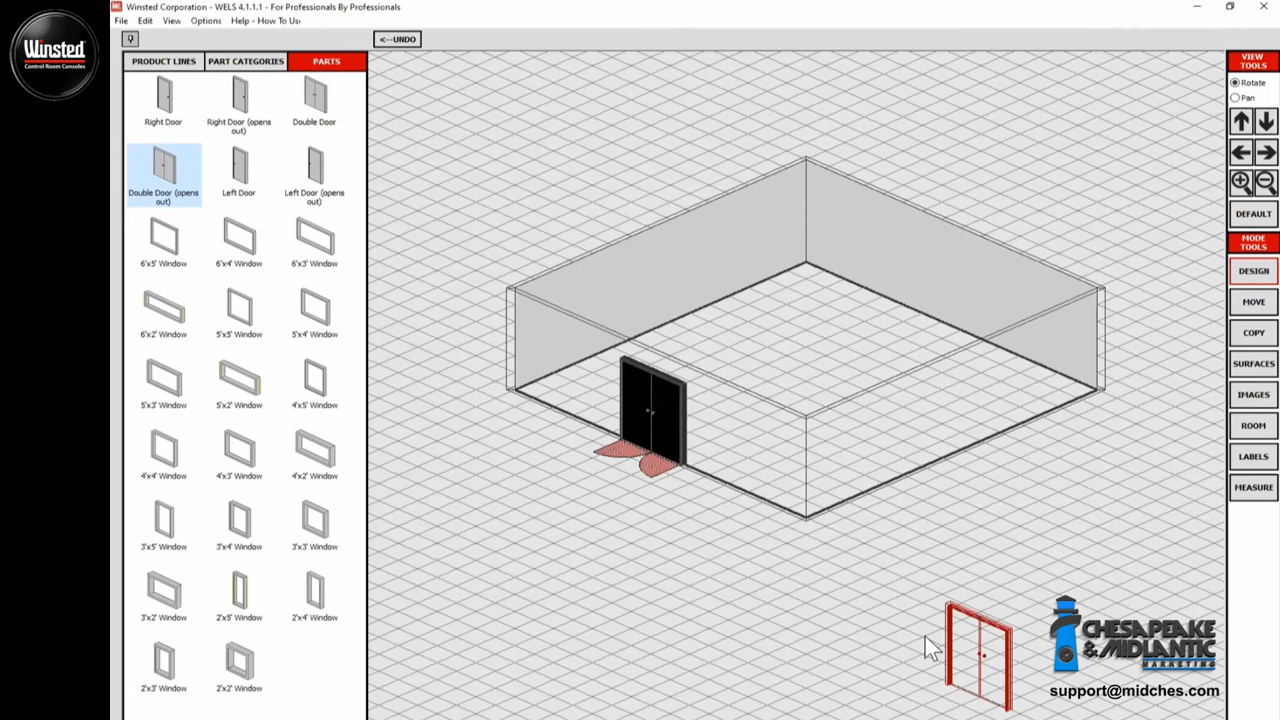 Winsted Corporation - WELS 4.1.1.1 - For Professionals By Professionals
File Edit View Options Help - How To Us‹
Winsted
Control Room Consoles
<--UNDO
PRODUCT LINES PART CATEGORIES PARTS
Right Door Right Door (opens out) Double Door
Double Door (opens out) Left Door Left Door (opens out)
6'x5' Window 6'x4' Window 6'x3' Window
6'x2' Window 5'x5' Window 5'x4' Window
5'x3' Window 5'x2' Window 4'x5' Window
4'x4' Window 4'x3' Window 4'x2' Window
3'x5' Window 3'x4' Window 3'x3' Window
3'x2' Window 2'x5' Window 2'x4' Window
2'x3' Window 2'x2' Window
VIEW
TOOLS
Rotate
Pan
DEFAULT
MODE
TOOLS
DESIGN
MOVE
COPY
SURFACES
IMAGES
ROOM
LABELS
MEASURE
CHESAPEAKE
& MIDLANTIC
MARKETING
support@midches.com